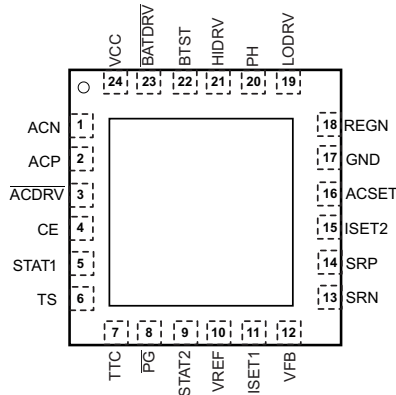 VCC
BATDRV
BTST
HIDRV
PH
LODRV
24
23
22
21
20
19
ACN 1
ACP 2
ACDRV 3
CE 4
STAT1 5
TS 6
18 REGN
17 GND
16 ACSET
15 ISET2
14 SRP
13 SRN
7
8
9
10
11
12
TTC
PG
STAT2
VREF
ISET1
VFB